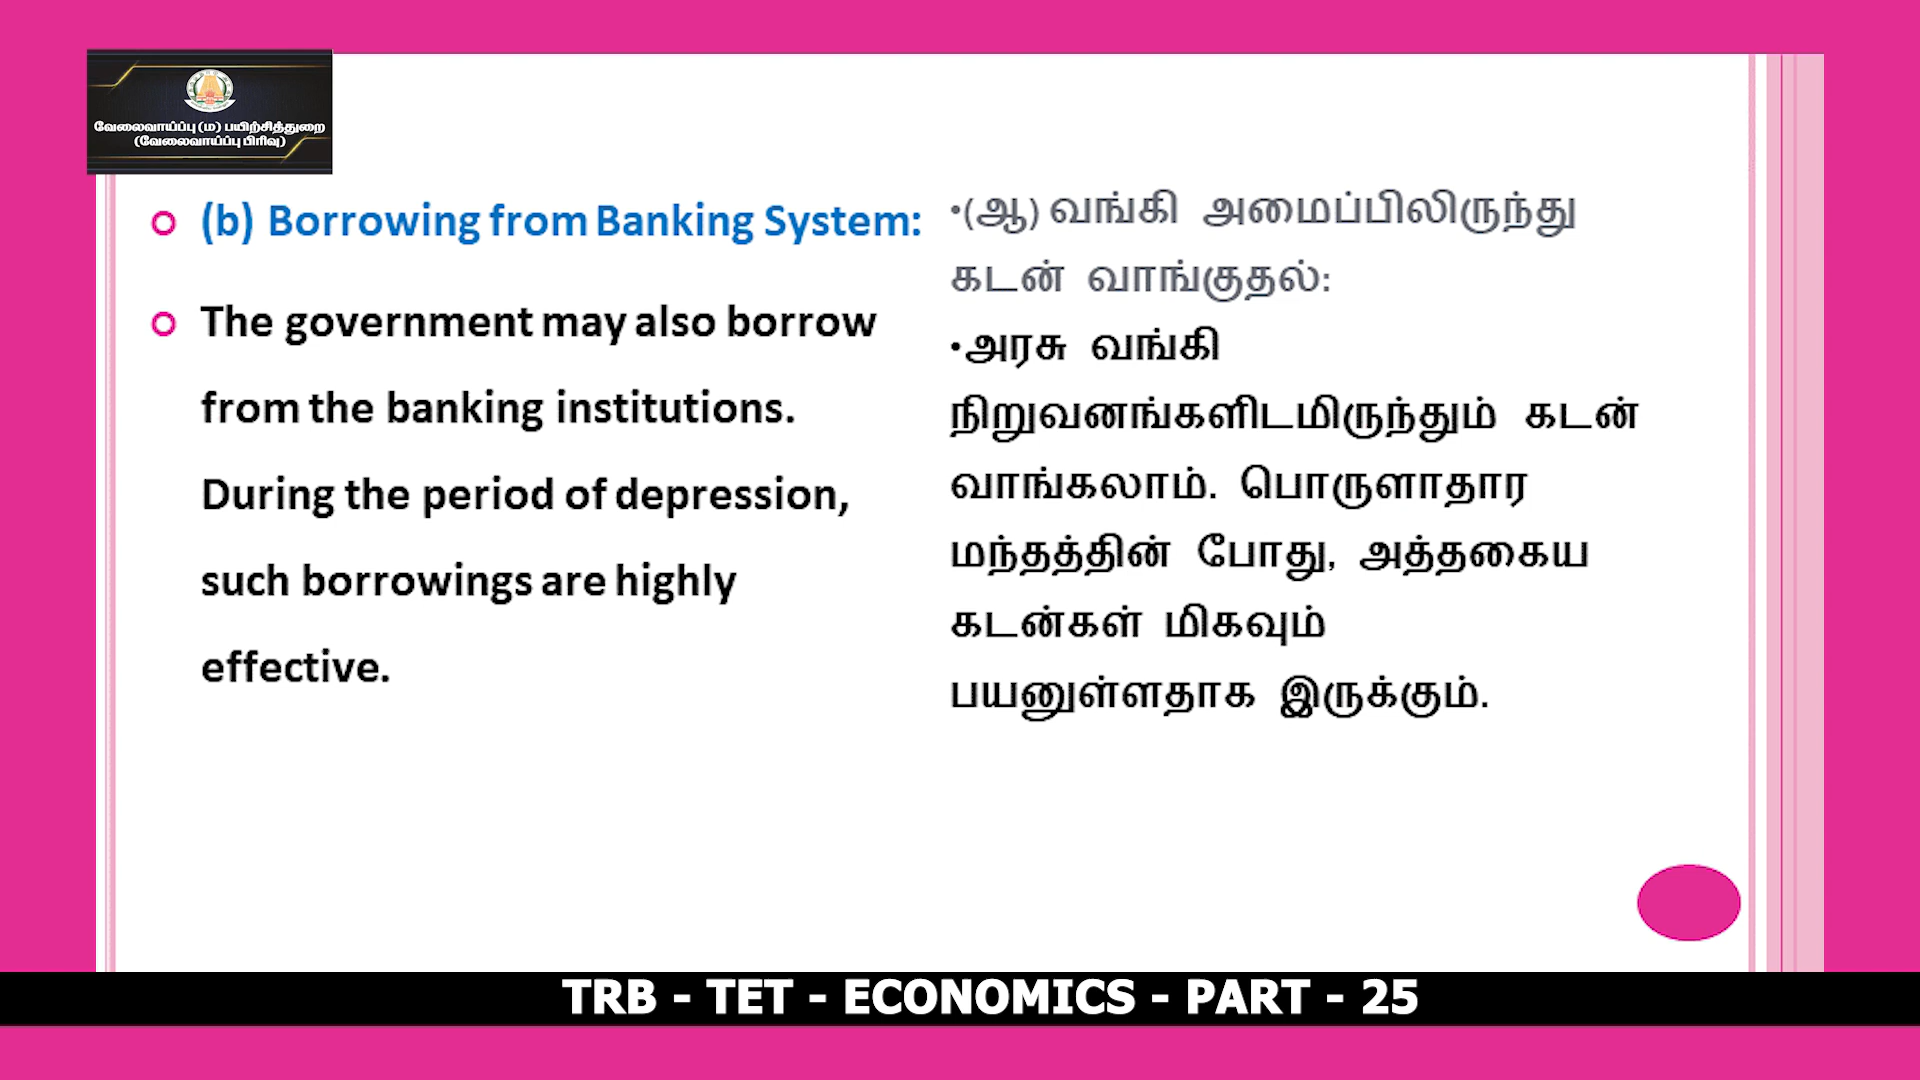 வேலைவாய்ப்பு (ம) பயிற்சித்துறை
(வேலைவாய்ப்பு பிரிவு)
(b) Borrowing from Banking System:
The government may also borrow
from the banking institutions.
During the period of depression,
such borrowings are highly
effective.
•(ஆ) வங்கி அமைப்பிலிருந்து
கடன் வாங்குதல்:
•அரசு வங்கி
நிறுவனங்களிடமிருந்தும் கடன்
வாங்கலாம். பொருளாதார
மந்தத்தின் போது, அத்தகைய
கடன்கள் மிகவும்
பயனுள்ளதாக இருக்கும்.
TRB - TET - ECONOMICS - PART - 25